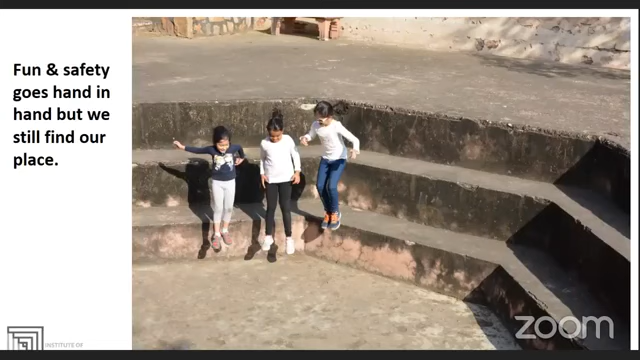 Fun & safety
goes hand in
hand but we
still find our
place.
INSTITUTE OF
zoom